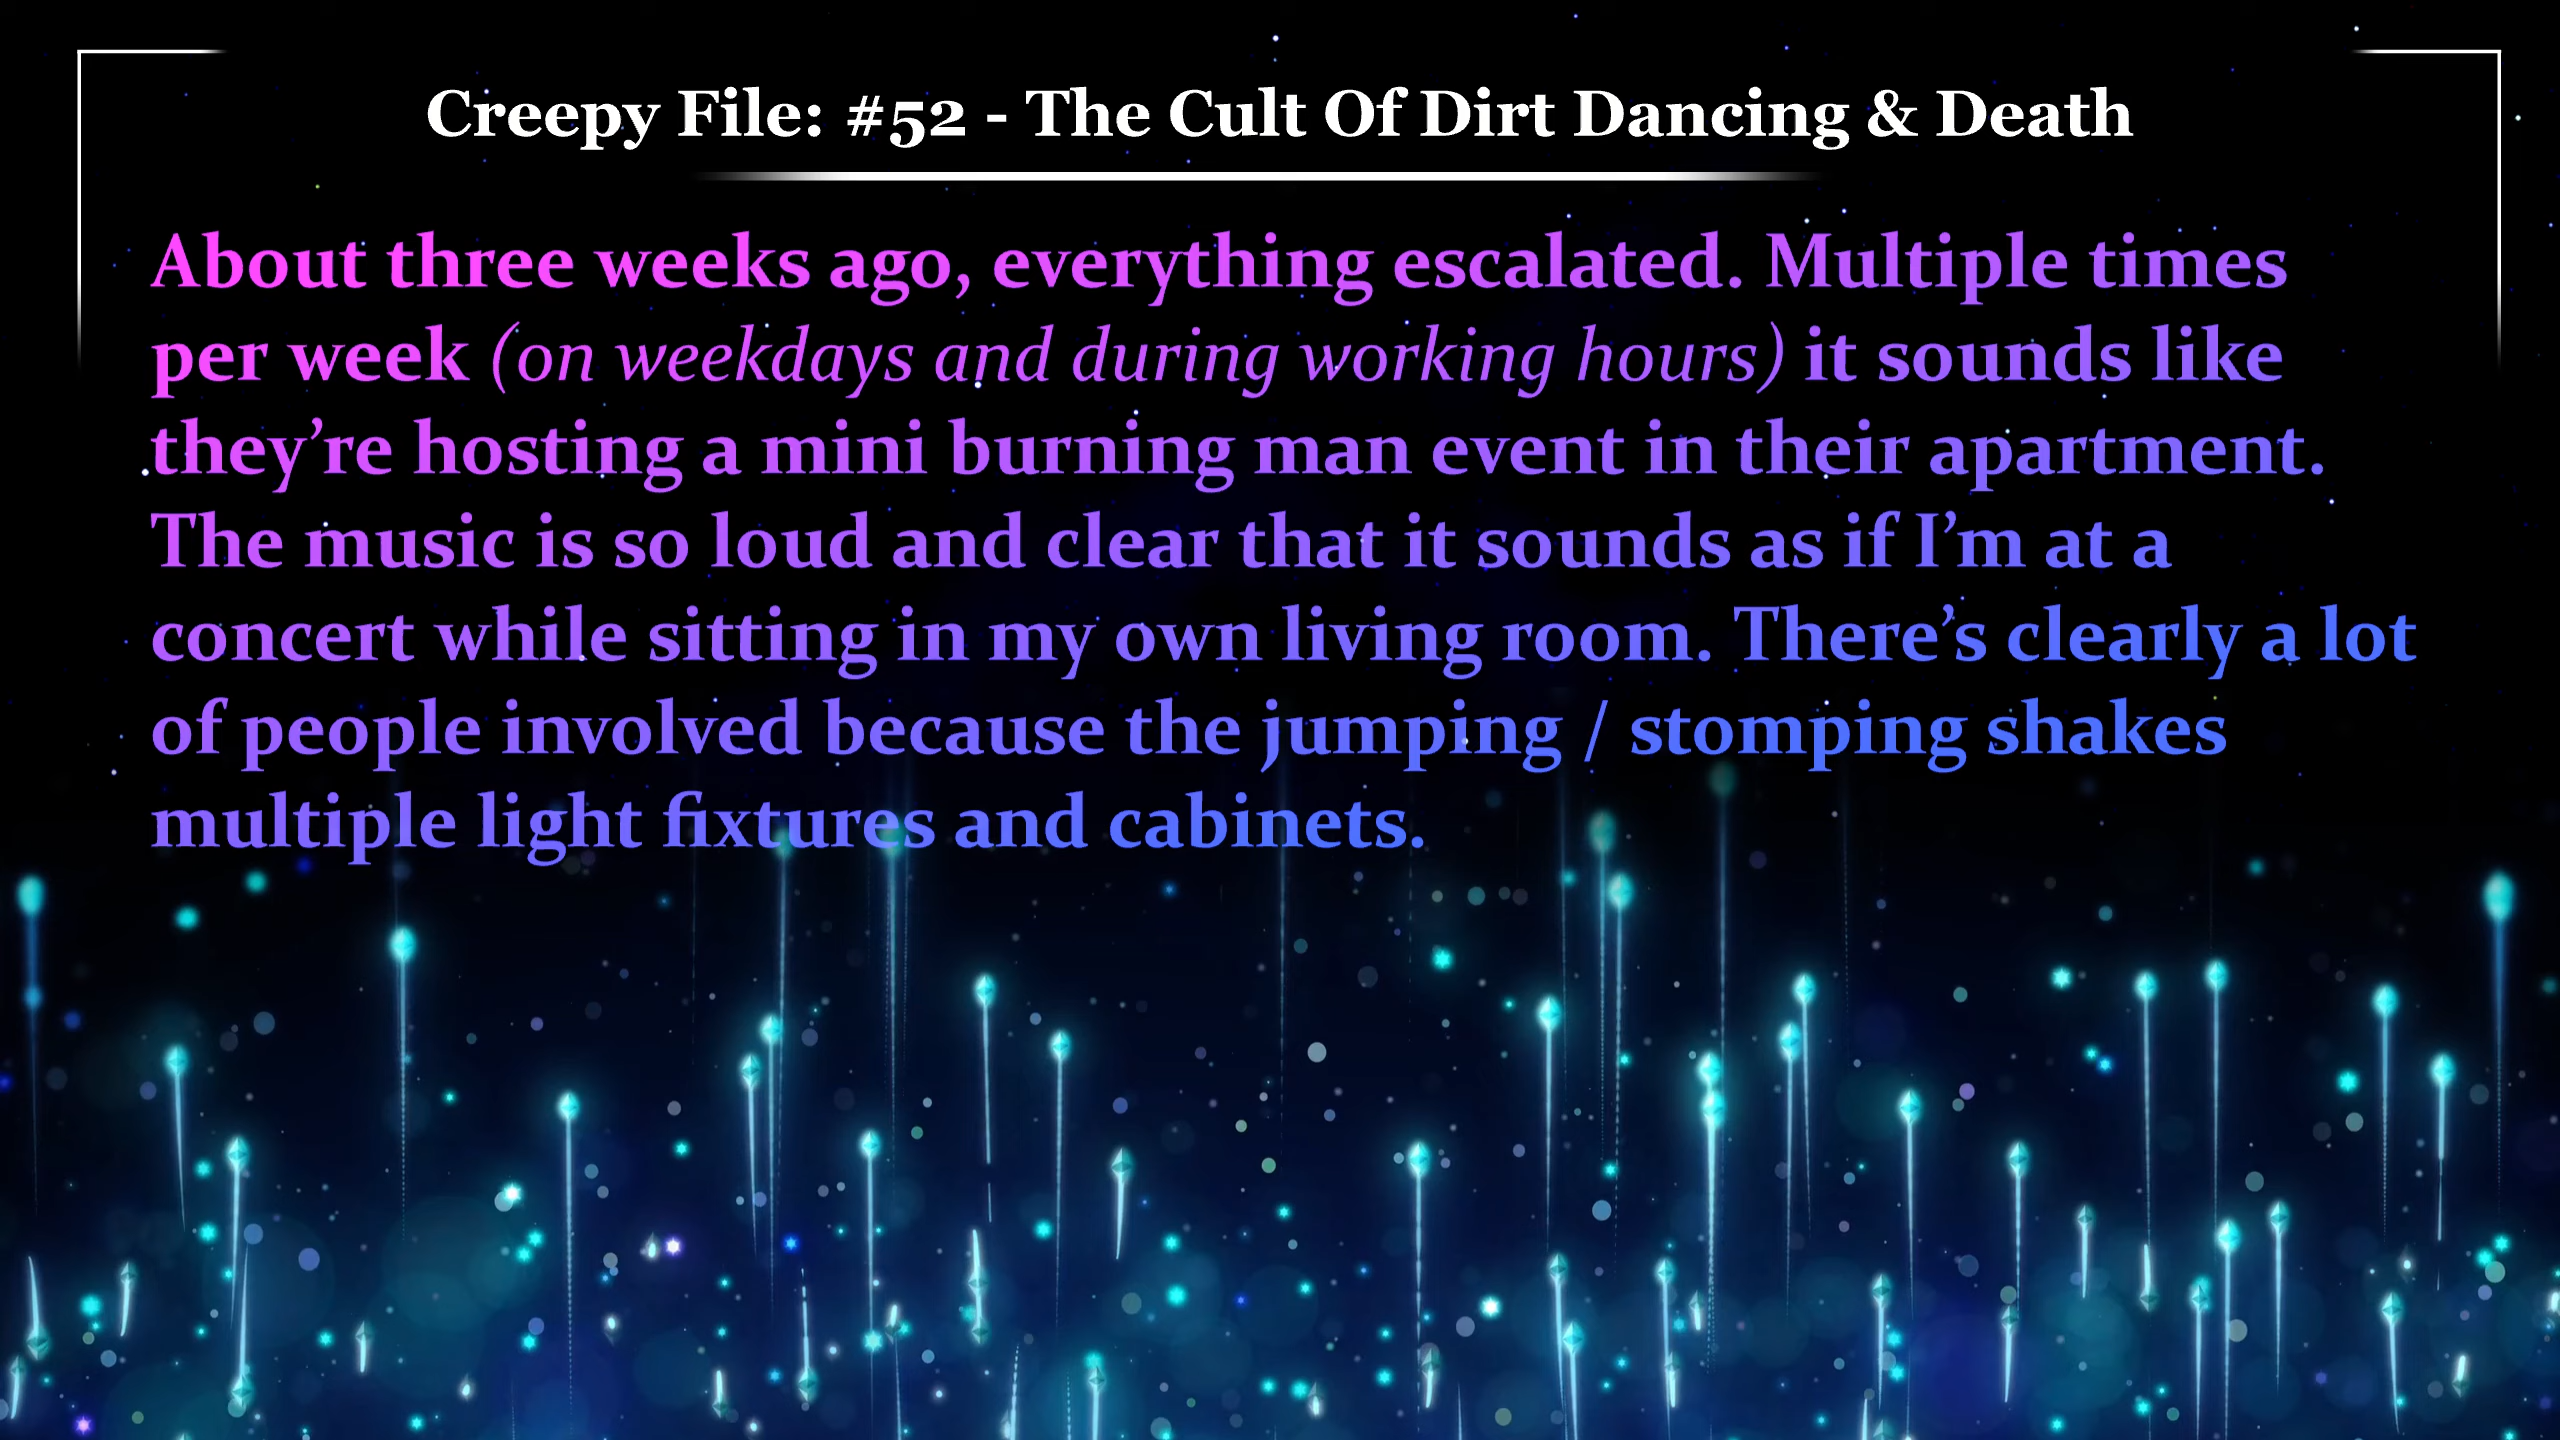 Creepy File: #52 - The Cult Of Dirt Dancing & Death
About three weeks ago, everything escalated. Multiple times
per week (on weekdays and during working hours) it sounds like
they’re hosting a mini burning man event in their apartment.
The music is so loud and clear that it sounds as if I’m at a
concert while sitting in my own living room. There’s clearly a lot
of people involved because the jumping / stomping shakes
multiple light fixtures and cabinets.